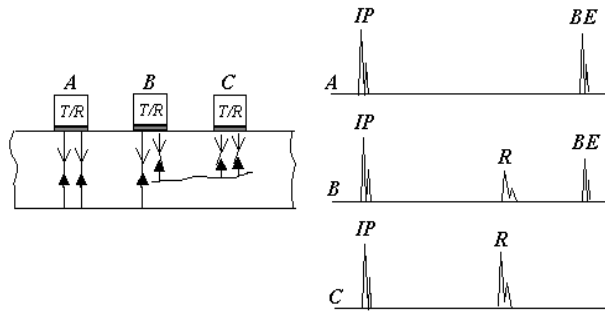 A B C
T/R T/R T/R
IP BE
A
IP R BE
B
IP R
C